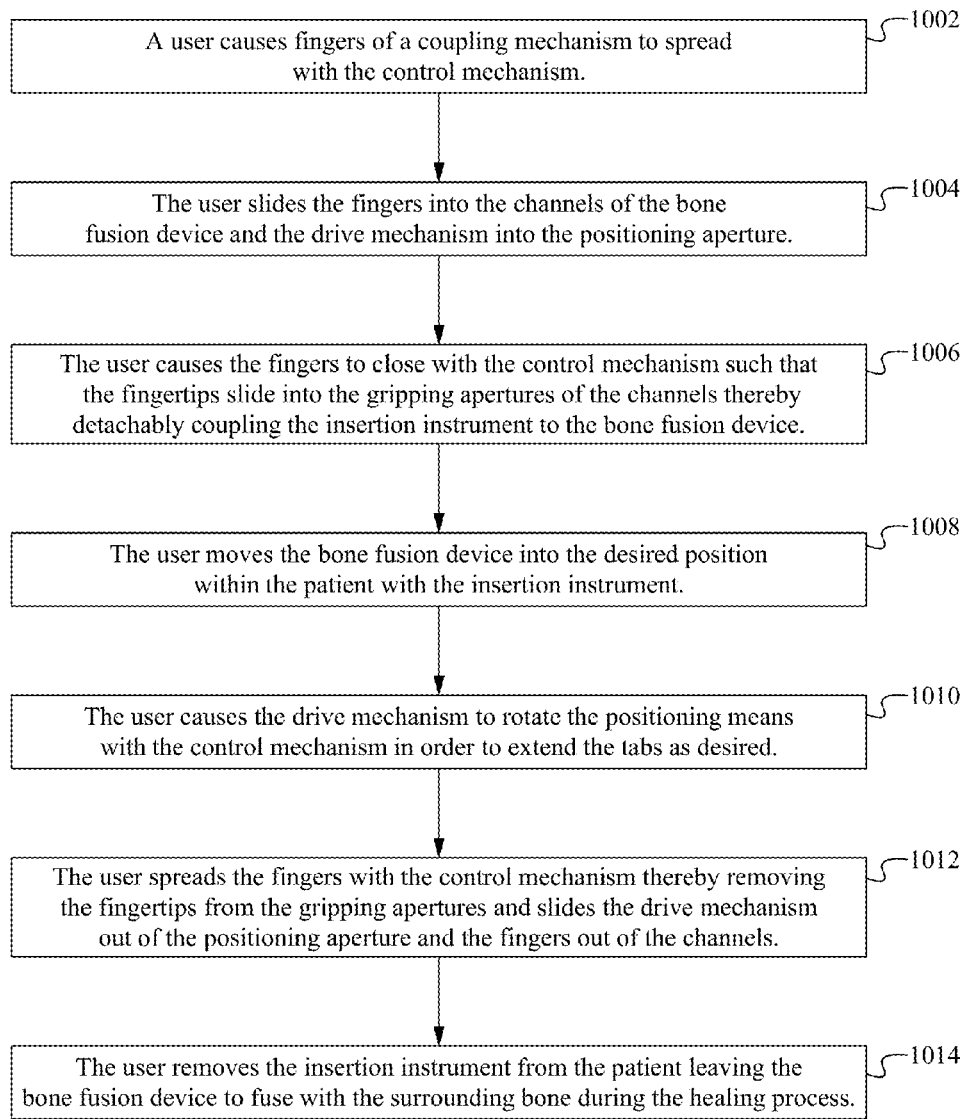 1002
A user causes fingers of a coupling mechanism to spread
with the control mechanism.
1004
The user slides the fingers into the channels of the bone
fusion device and the drive mechanism into the positioning aperture.
1006
The user causes the fingers to close with the control mechanism such that
the fingertips slide into the gripping apertures of the channels thereby
detachably coupling the insertion instrument to the bone fusion device.
1008
The user moves the bone fusion device into the desired position
within the patient with the insertion instrument.
1010
The user causes the drive mechanism to rotate the positioning means
with the control mechanism in order to extend the tabs as desired.
1012
The user spreads the fingers with the control mechanism thereby removing
the fingertips from the gripping apertures and slides the drive mechanism
out of the positioning aperture and the fingers out of the channels.
1014
The user removes the insertion instrument from the patient leaving the
bone fusion device to fuse with the surrounding bone during the healing process.